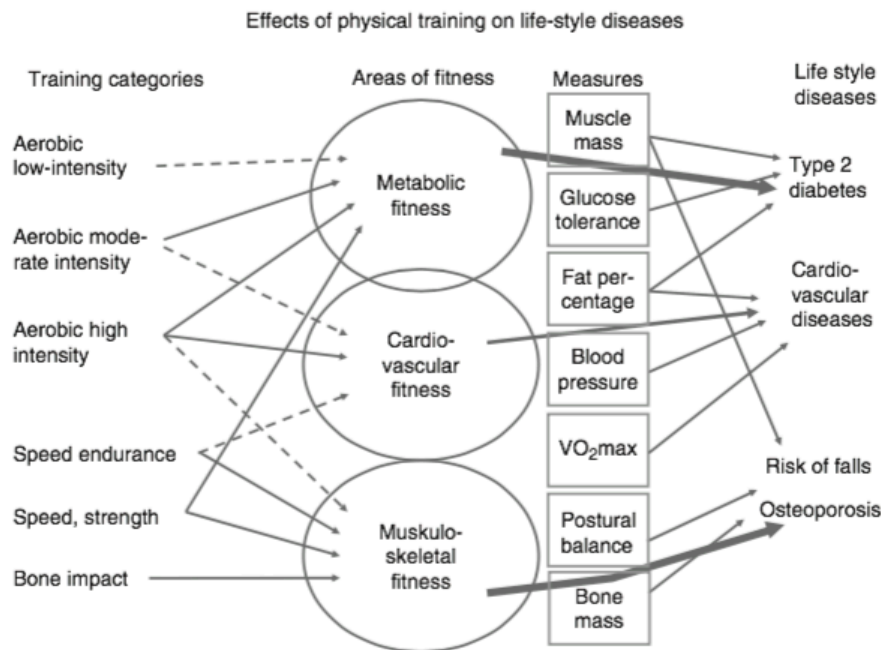 Effects of physical training on life-style diseases
Training categories
Areas of fitness
Measures
Life style
diseases
Aerobic
low-intensity
Aerobic mode-
rate intensity
Aerobic high
intensity
Speed endurance
Speed, strength
Bone impact
Metabolic
fitness
Cardio-
vascular
fitness
Muskulo-
skeletal
fitness
Muscle
mass
Glucose
tolerance
Fat per-
centage
Blood
pressure
VO₂max
Postural
balance
Bone
mass
Type 2
diabetes
Cardio-
vascular
diseases
Risk of falls
Osteoporosis